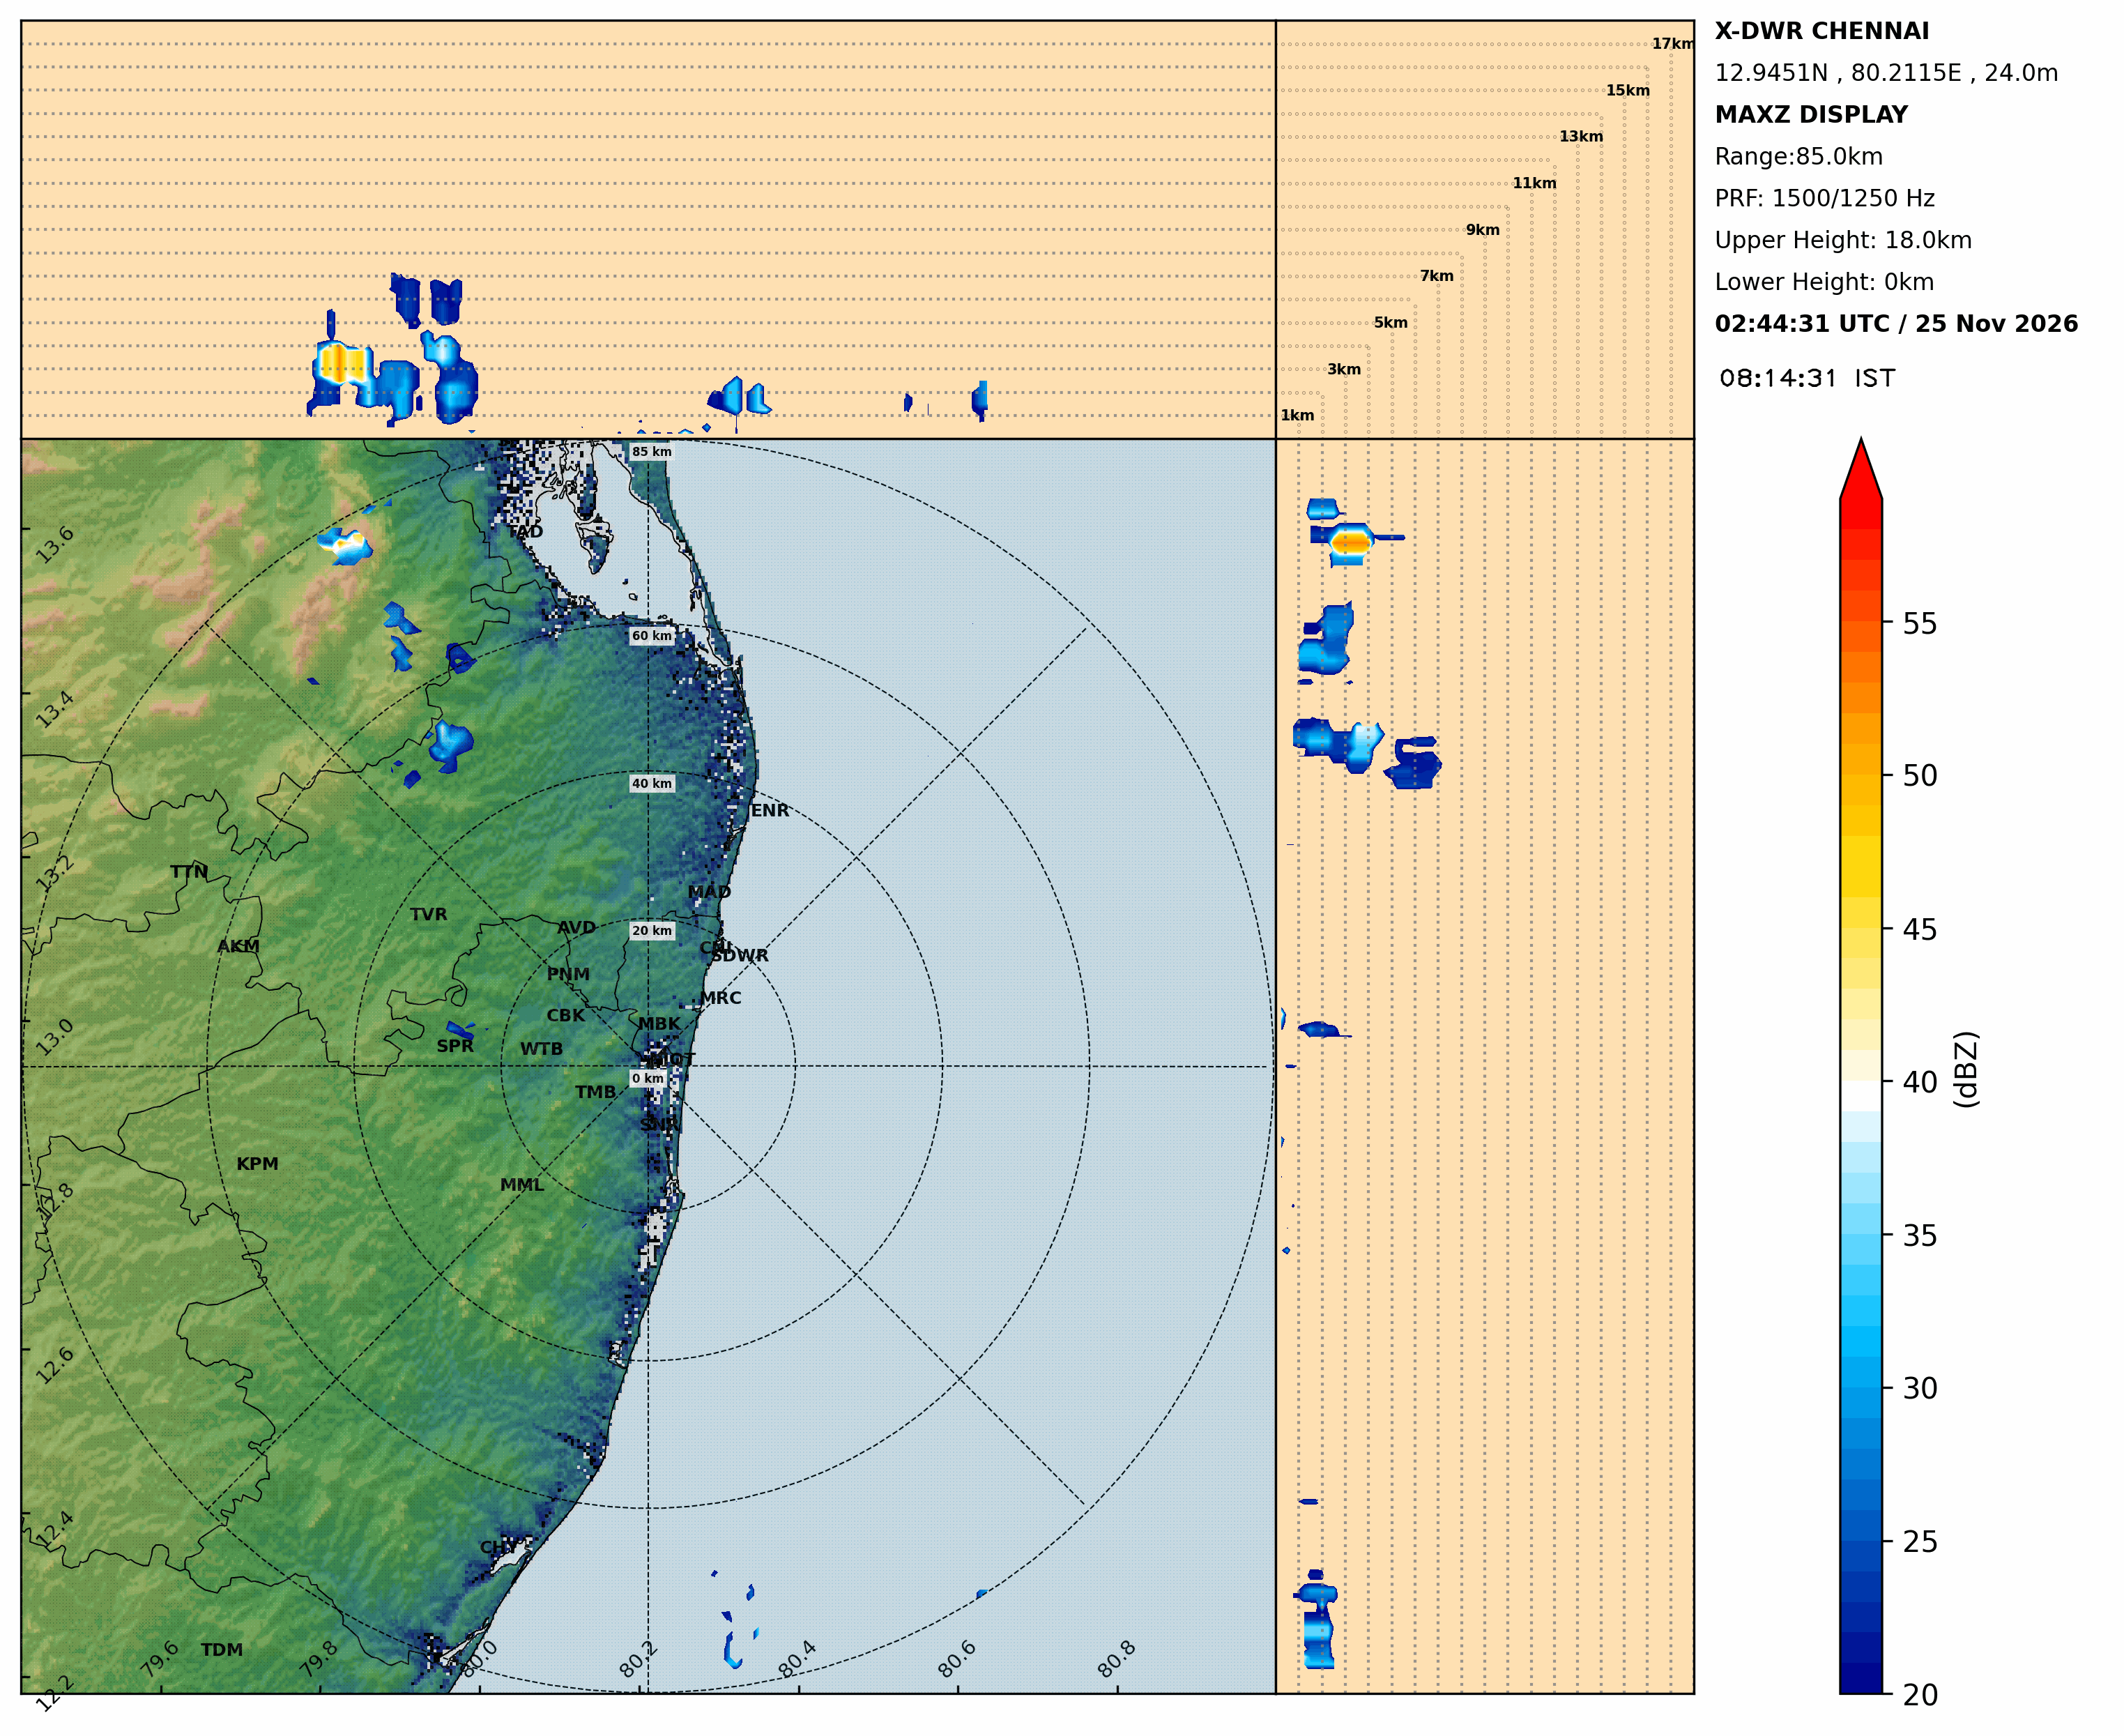 X-DWR CHENNAI
12.9451N , 80.2115E , 24.0m
MAXZ DISPLAY
Range:85.0km
PRF: 1500/1250 Hz
Upper Height: 18.0km
Lower Height: 0km
02:44:31 UTC / 25 Nov 2026
08:14:31 IST
17km
15km
13km
11km
9km
7km
5km
3km
1km
85 km
TAD
13.6
60 km
13.4
40 km
ENR
13.2
TTN
MAD
TVR
20 km
AVD
AKM
CNI
SDWR
PNM
MRC
CBK
MBK
13.0
SPR
WTB
MIOT
0 km
TMB
SNR
KPM
MML
12.8
12.6
12.4
CHY
TDM
12.2
79.6
79.8
80.0
80.2
80.4
80.6
80.8
55
50
45
40
35
30
25
20
(dBZ)